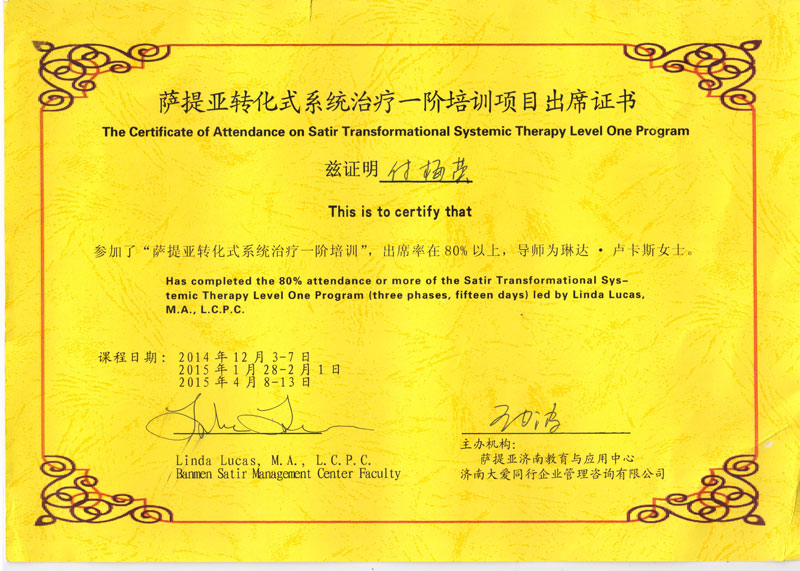 萨提亚转化式系统治疗一阶培训项目出席证书
The Certificate of Attendance on Satir Transformational Systemic Therapy Level One Program
兹证明 付梅英
This is to certify that
参加了“萨提亚转化式系统治疗一阶培训”，出席率在80%以上，导师为琳达·卢卡斯女士。
Has completed the 80% attendance or more of the Satir Transformational Sys-
temic Therapy Level One Program (three phases, fifteen days) led by Linda Lucas,
M.A., L.C.P.C.
课程日期： 2014年12月3-7日
2015年1月28-2月1日
2015年4月8-13日
Linda Lucas, M.A., L.C.P.C.
Banmen Satir Management Center Faculty
主办机构：
萨提亚济南教育与应用中心
济南大爱同行企业管理咨询有限公司